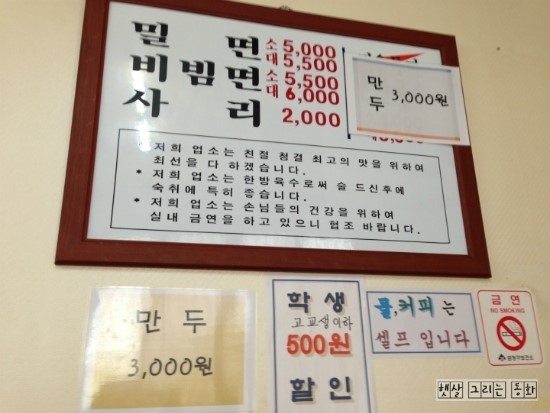 밀 면 소 5,000
대 5,500
비빔면 소 5,500
대 6,000
사 리 2,000
만두 3,000원
저희 업소는 친절 청결 최고의 맛을 위하여
최선을 다 하겠습니다.
* 저희 업소는 한방육수로써 술 드신후에
숙취에 특히 좋습니다.
* 저희 업소는 손님들의 건강을 위하여
실내 금연을 하고 있으니 협조 바랍니다.
만 두
3,000원
학생
고교생이하
500원
할인
물,커피는
셀프입니다
금 연
NO SMOKING
햇살 그리는 동화